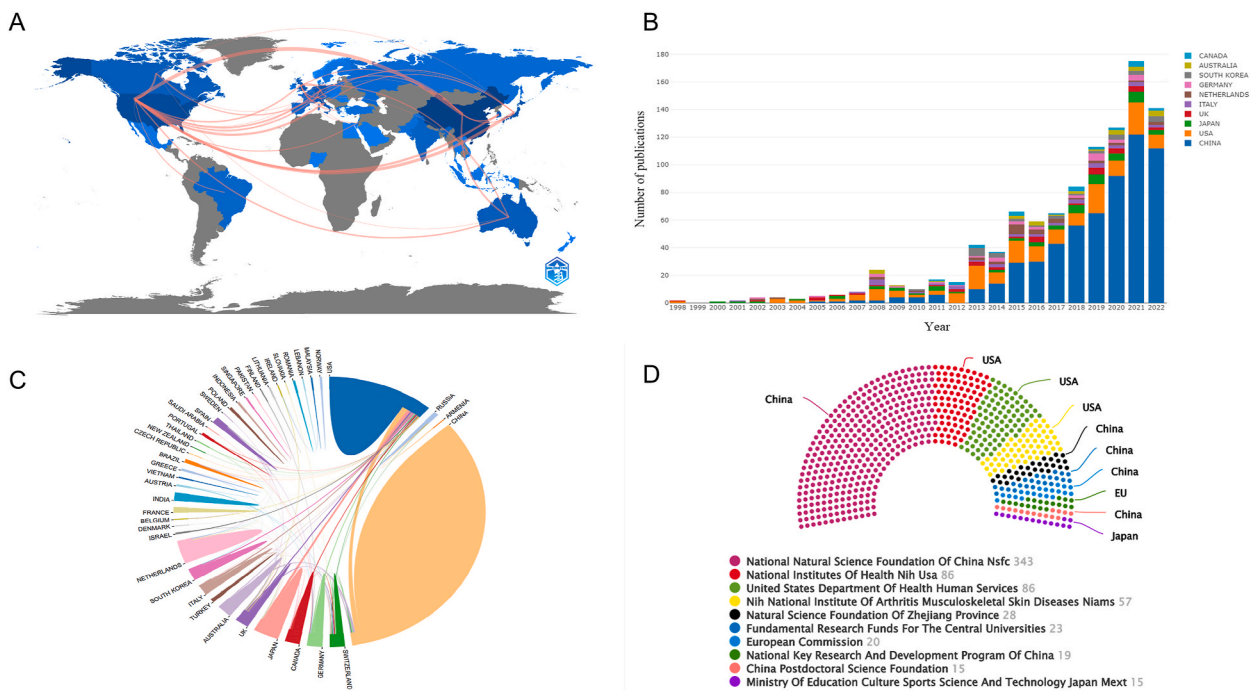 A
B
Number of publications
180
160
140
120
100
80
60
40
20
0
1998 1999 2000 2001 2002 2003 2004 2005 2006 2007 2008 2009 2010 2011 2012 2013 2014 2015 2016 2017 2018 2019 2020 2021 2022
Year
CANADA
AUSTRALIA
SOUTH KOREA
GERMANY
NETHERLANDS
ITALY
UK
JAPAN
USA
CHINA
C
USA
RUSSIA
ARMENIA
CHINA
SWITZERLAND
GERMANY
CANADA
JAPAN
UK
AUSTRALIA
TURKEY
ITALY
SOUTH KOREA
NETHERLANDS
ISRAEL
DENMARK
BELGIUM
FRANCE
INDIA
AUSTRIA
VIETNAM
GREECE
BRAZIL
CZECH REPUBLIC
NEW ZEALAND
THAILAND
PORTUGAL
SAUDI ARABIA
SPAIN
SWEDEN
POLAND
INDONESIA
SINGAPORE
PAKISTAN
FINLAND
LITHUANIA
IRELAND
SLOVENIA
ROMANIA
LEBANON
MALAYSIA
NORWAY
D
China
USA
USA
USA
China
China
China
EU
China
Japan
National Natural Science Foundation Of China Nsfc 343
National Institutes Of Health Nih Usa 86
United States Department Of Health Human Services 86
Nih National Institute Of Arthritis Musculoskeletal Skin Diseases Niams 57
Natural Science Foundation Of Zhejiang Province 28
Fundamental Research Funds For The Central Universities 23
European Commission 20
National Key Research And Development Program Of China 19
China Postdoctoral Science Foundation 15
Ministry Of Education Culture Sports Science And Technology Japan Mext 15